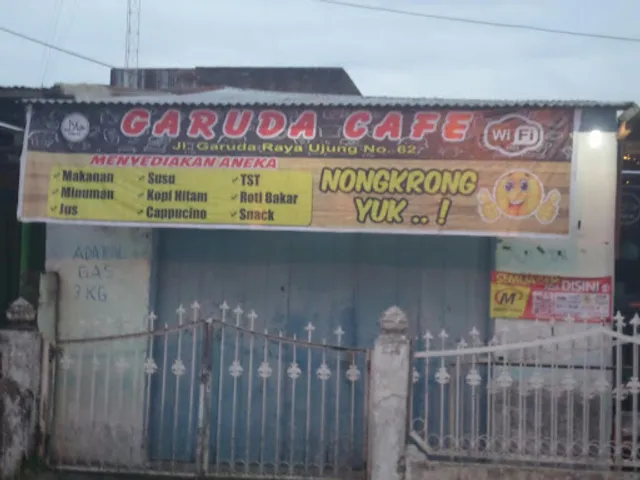 GARUDA CAFE
WiFi
Jl. Garuda Raya Ujung No. 62
MENYEDIAKAN ANEKA
Makanan
Minuman
Jus
Susu
Kopi Hitam
Cappucino
TST
Roti Bakar
Snack
NONGKRONG
YUK .. !
GAS
3 KG
DISINI